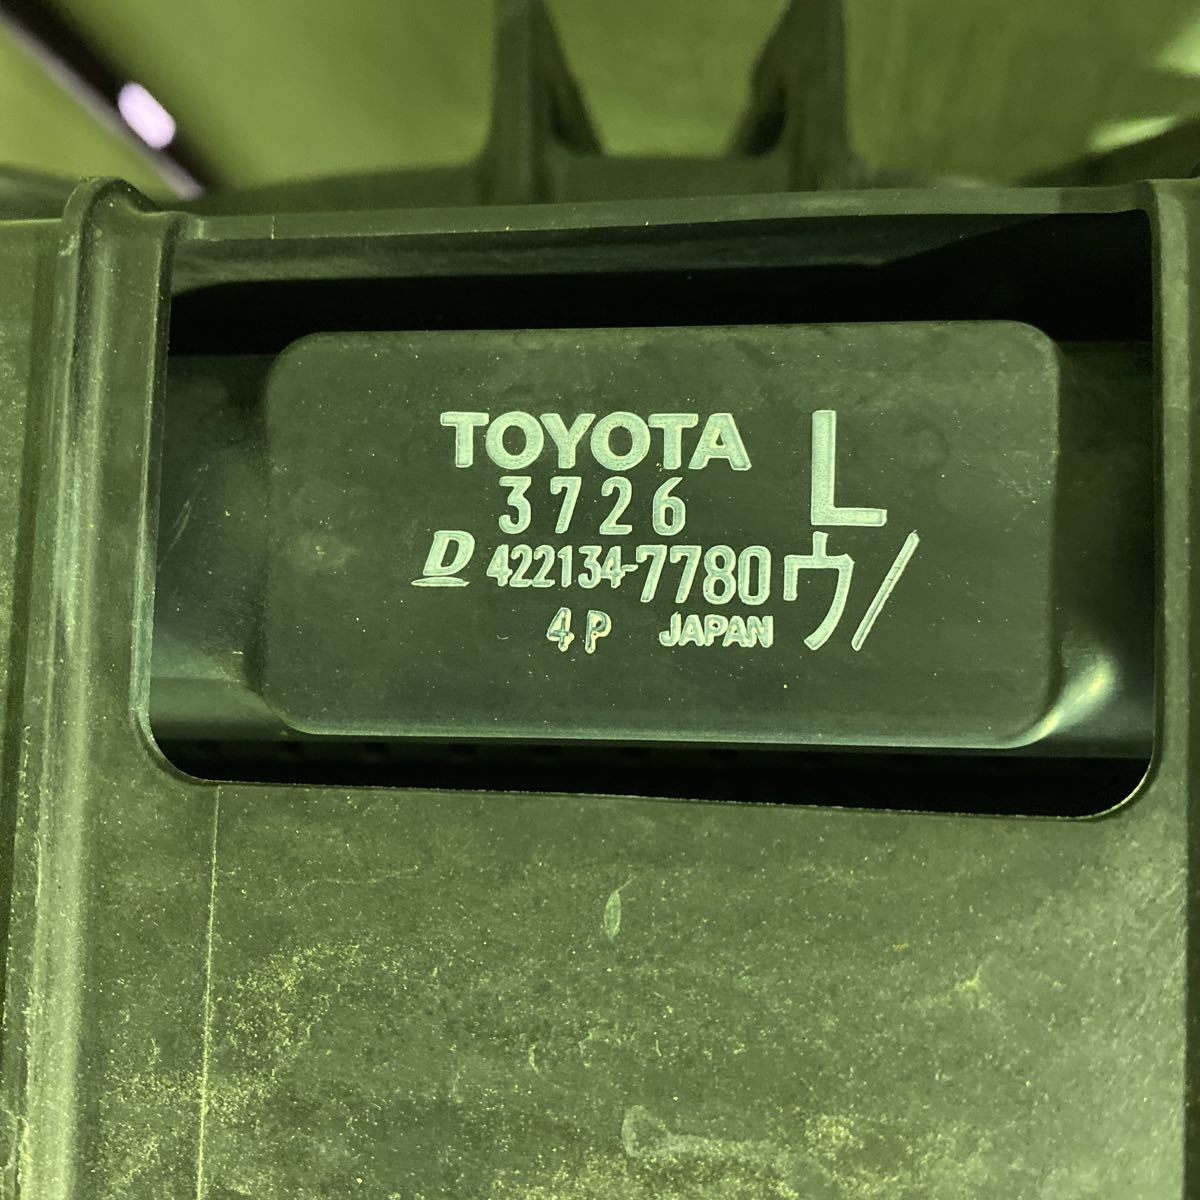 TOYOTA L
3726
D 422134-7780 ウ/
4P JAPAN